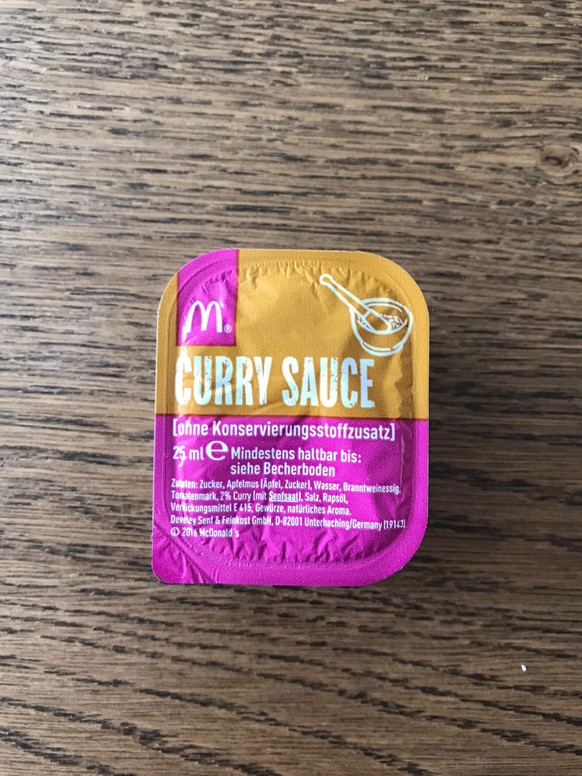 M®
CURRY SAUCE
[ohne Konservierungsstoffzusatz]
25 ml e Mindestens haltbar bis:
siehe Becherboden
Zutaten: Zucker, Apfelmus (Äpfel, Zucker), Wasser, Branntweinessig,
Tomatenmark, 2% Curry (mit Senfsaat), Salz, Rapsöl,
Verdickungsmittel E 415, Gewürze, natürliches Aroma.
Develey Senf & Feinkost GmbH, D-82001 Unterhaching/Germany [19143]
© 2016 McDonald's